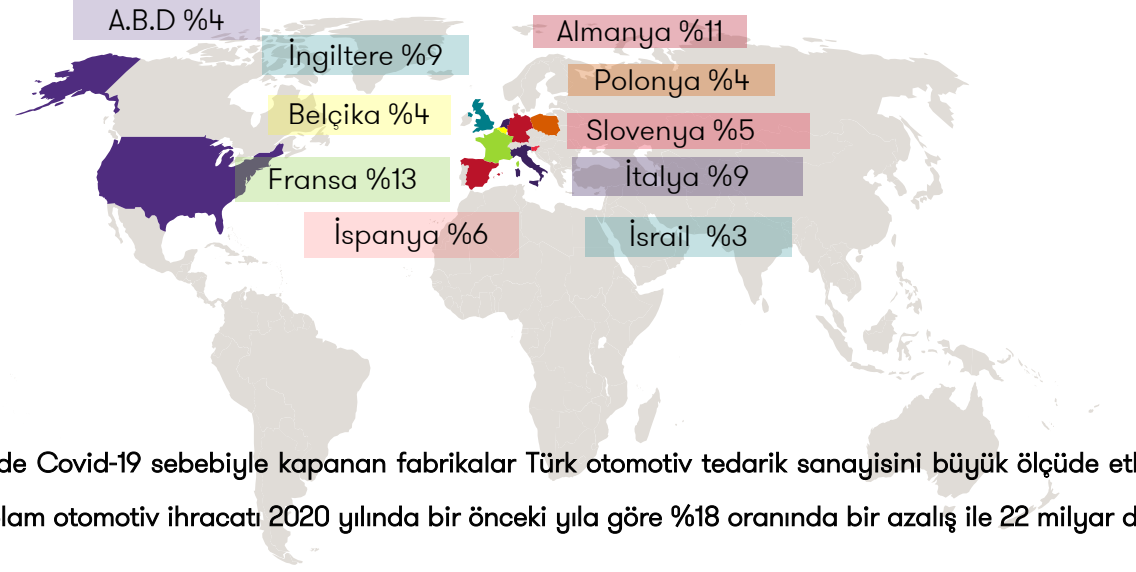 A.B.D %4
İngiltere %9
Belçika %4
Fransa %13
İspanya %6
Almanya %11
Polonya %4
Slovenya %5
İtalya %9
İsrail %3
de Covid-19 sebebiyle kapanan fabrikalar Türk otomotiv tedarik sanayisini büyük ölçüde
otomotiv ihracatı 2020 yılında bir önceki yıla göre %18 oranında bir azalış ile 22 milyar